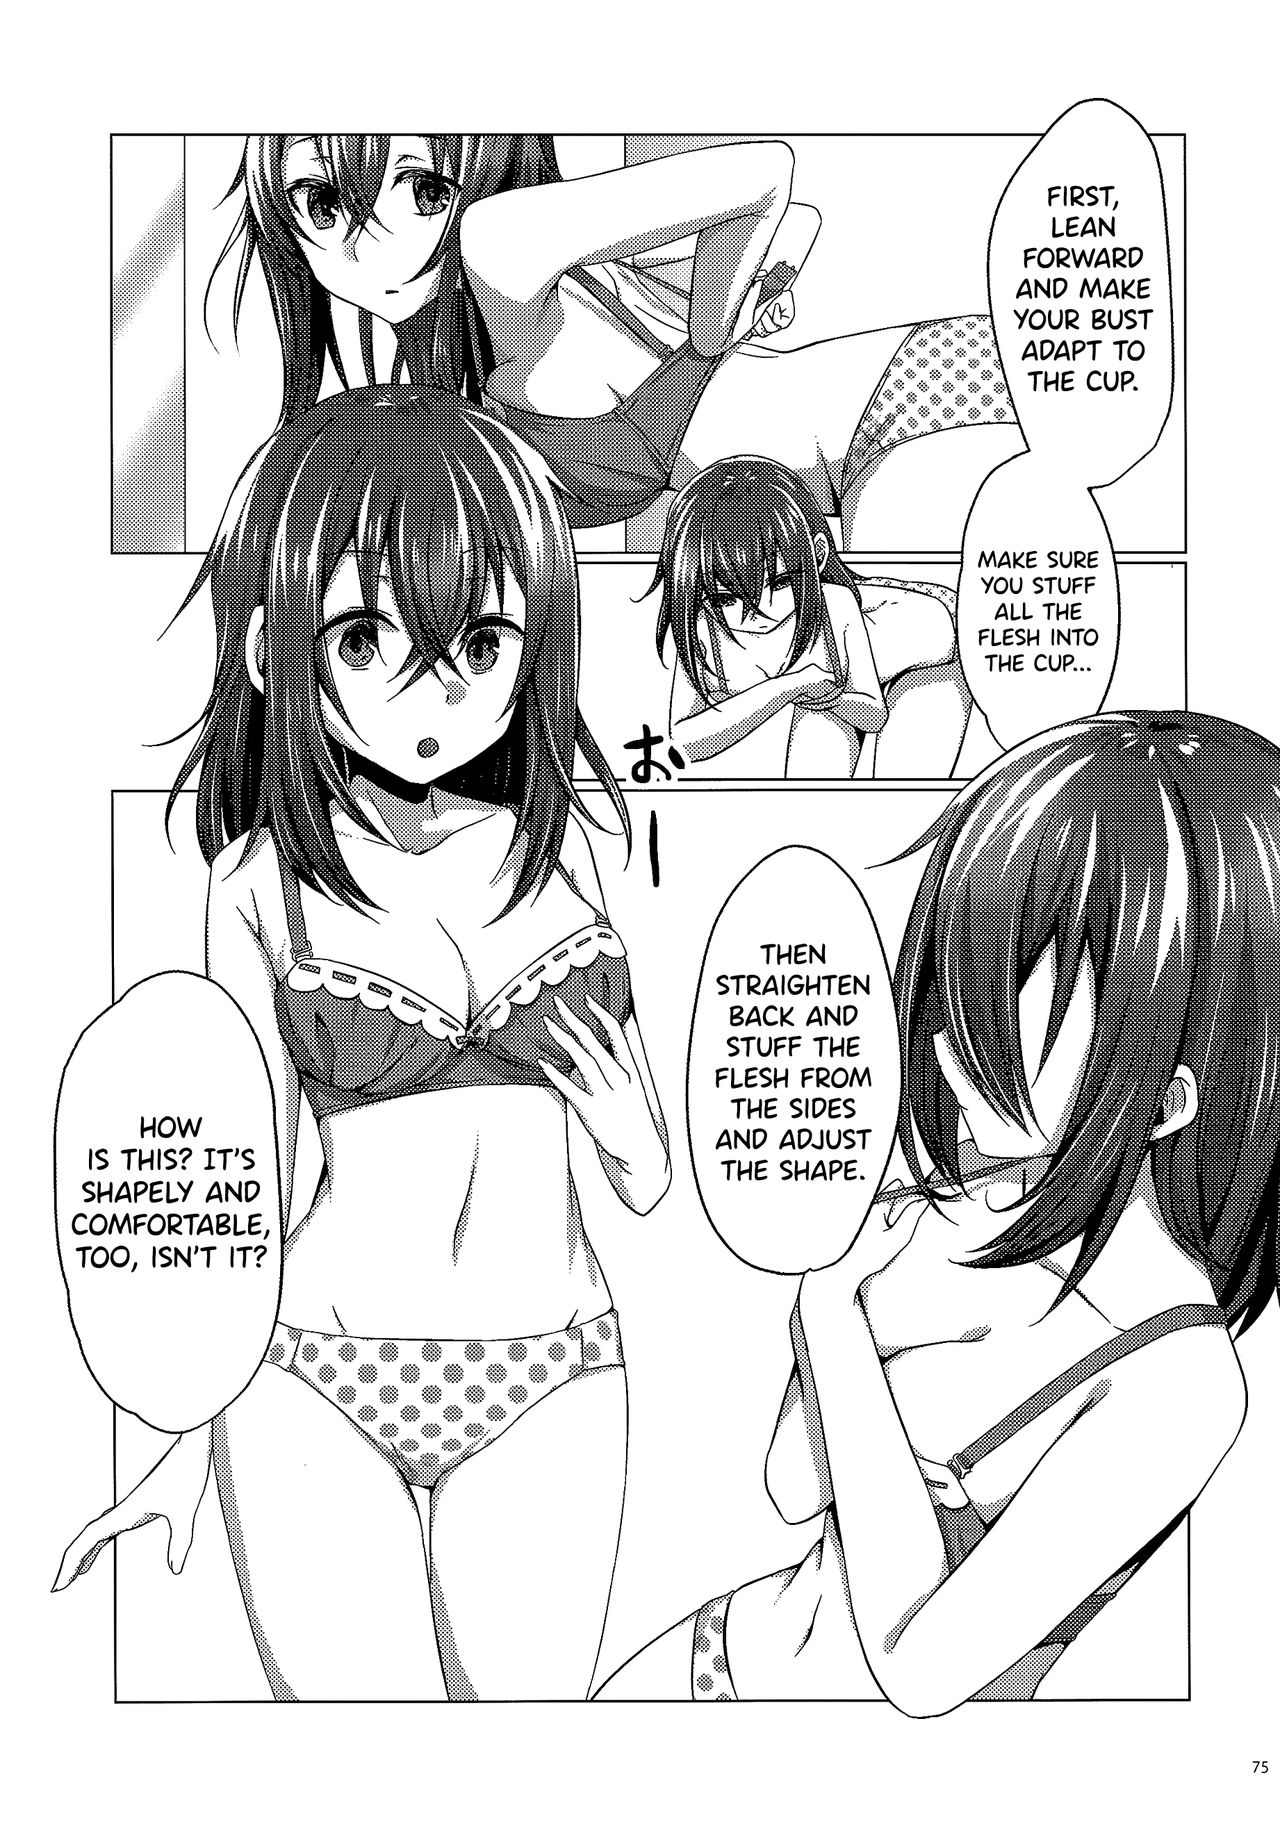 FIRST,
LEAN
FORWARD
AND MAKE
YOUR BUST
ADAPT TO
THE CUP.
MAKE SURE
YOU STUFF
ALL THE
FLESH INTO
THE CUP...
おー
THEN
STRAIGHTEN
BACK AND
STUFF THE
FLESH FROM
THE SIDES
AND ADJUST
THE SHAPE.
HOW
IS THIS? IT'S
SHAPELY AND
COMFORTABLE,
TOO, ISN'T IT?
75